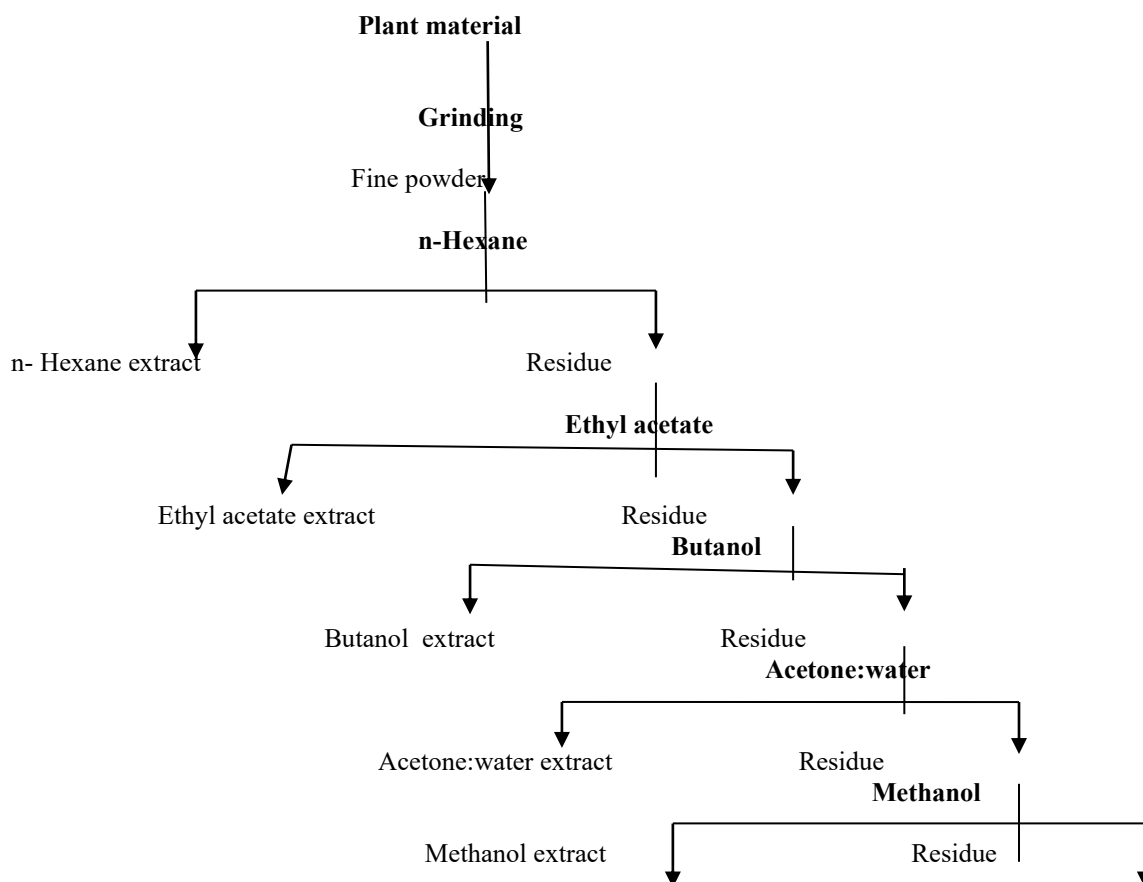 Plant material
Grinding
Fine powder
n-Hexane
n- Hexane extract Residue
Ethyl acetate
Ethyl acetate extract Residue
Butanol
Butanol extract Residue
Acetone:water
Acetone:water extract Residue
Methanol
Methanol extract Residue